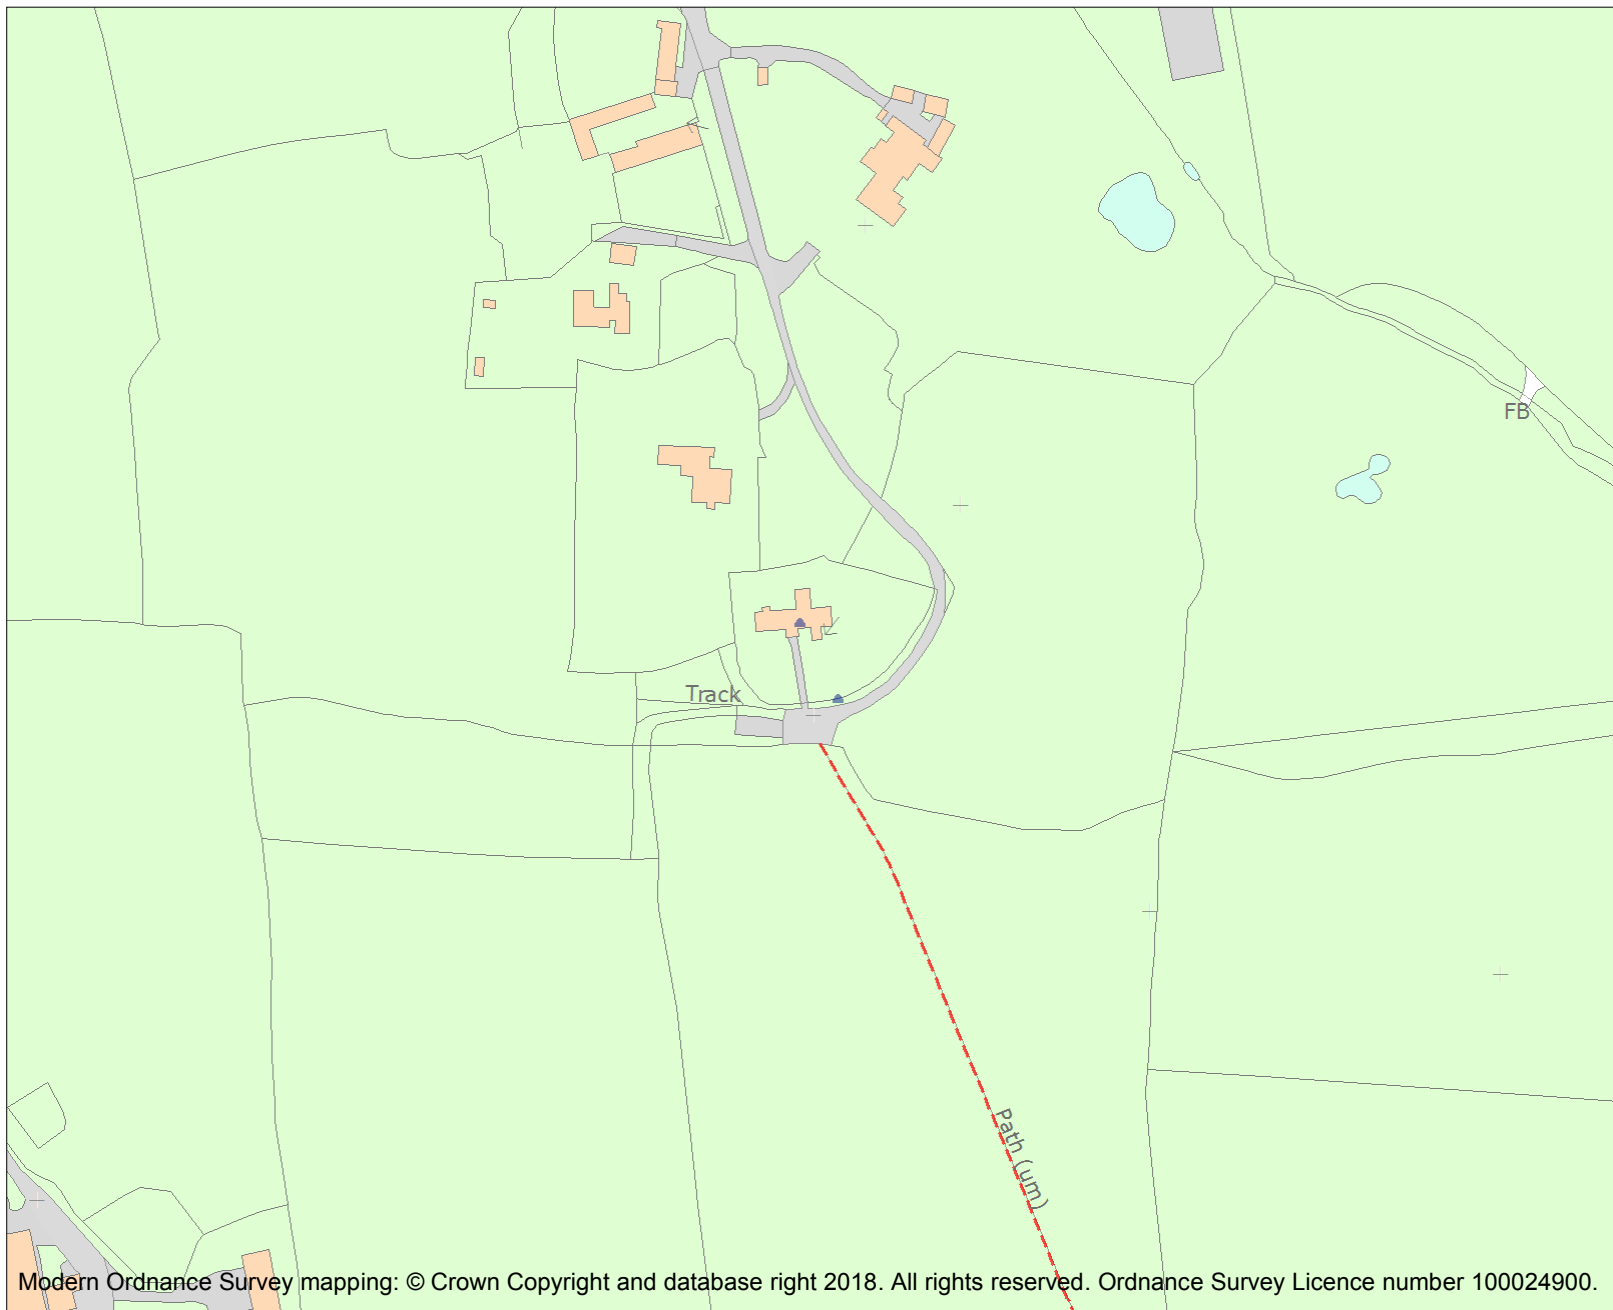 FB
Track
Path (um)
Modern Ordnance Survey mapping: © Crown Copyright and database right 2018. All rights reserved. Ordnance Survey Licence number 100024900.